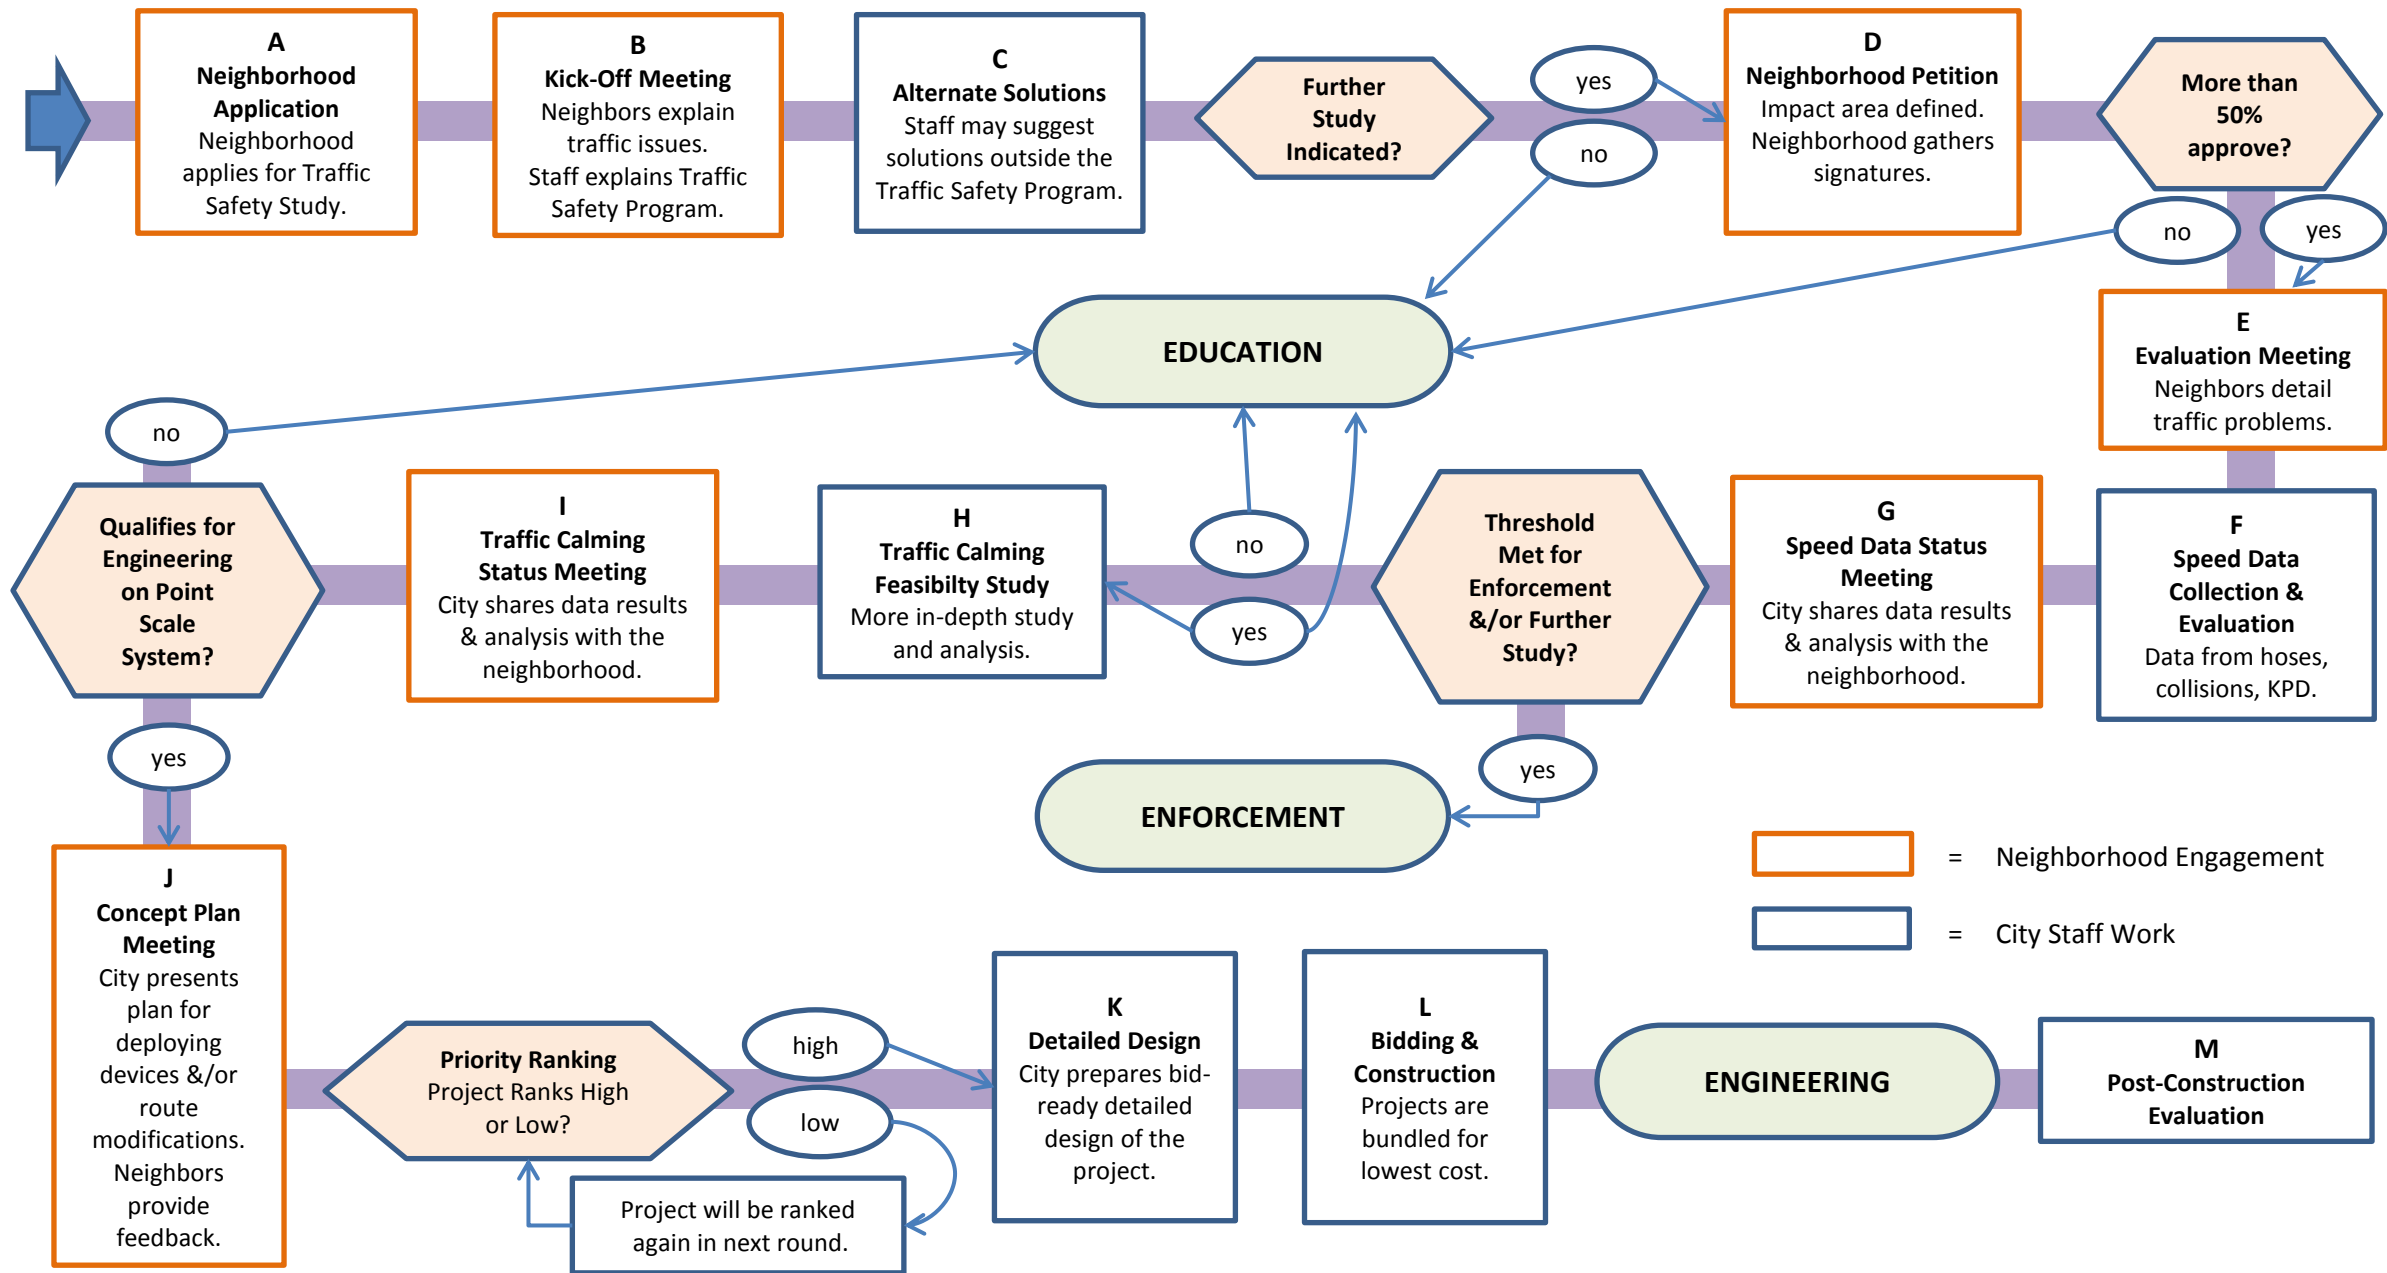 A
Neighborhood
Application
Neighborhood
applies for Traffic
Safety Study.
B
Kick-Off Meeting
Neighbors explain
traffic issues.
Staff explains Traffic
Safety Program.
C
Alternate Solutions
Staff may suggest
solutions outside the
Traffic Safety Program.
Further
Study
Indicated?
yes
no
D
Neighborhood Petition
Impact area defined.
Neighborhood gathers
signatures.
More than
50%
approve?
no
yes
EDUCATION
E
Evaluation Meeting
Neighbors detail
traffic problems.
no
Qualifies for
Engineering
on Point
Scale
System?
yes
I
Traffic Calming
Status Meeting
City shares data results
& analysis with the
neighborhood.
H
Traffic Calming
Feasibilty Study
More in-depth study
and analysis.
no
yes
Threshold
Met for
Enforcement
&/or Further
Study?
yes
G
Speed Data Status
Meeting
City shares data results
& analysis with the
neighborhood.
F
Speed Data
Collection &
Evaluation
Data from hoses,
collisions, KPD.
ENFORCEMENT
= Neighborhood Engagement
= City Staff Work
J
Concept Plan
Meeting
City presents
plan for
deploying
devices &/or
route
modifications.
Neighbors
provide
feedback.
Priority Ranking
Project Ranks High
or Low?
high
low
Project will be ranked
again in next round.
K
Detailed Design
City prepares bid-
ready detailed
design of the
project.
L
Bidding &
Construction
Projects are
bundled for
lowest cost.
ENGINEERING
M
Post-Construction
Evaluation